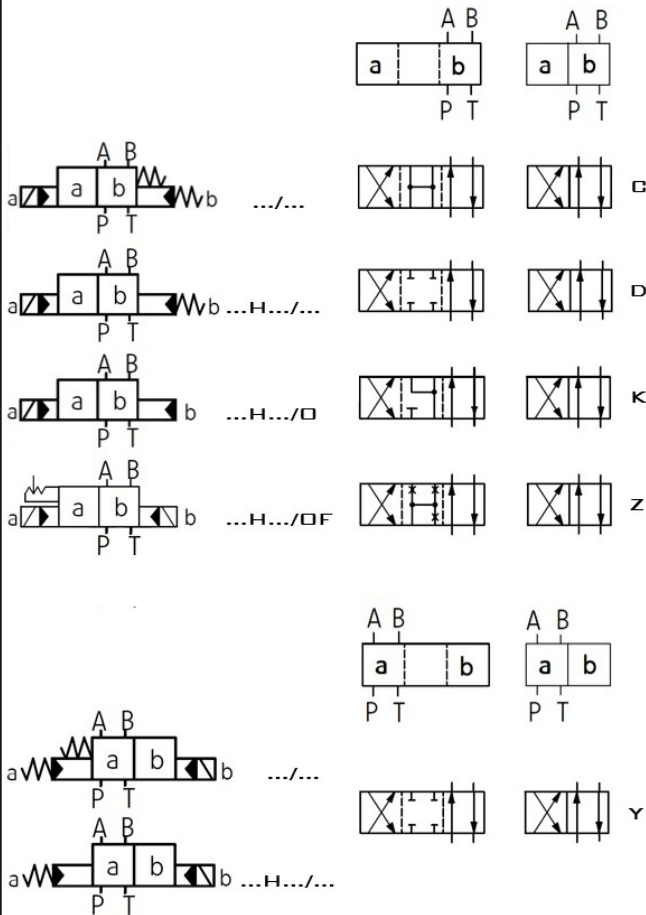 A B A B
a b a b
P T P T
A B
a a b b .../...
P T
C
A B
a a b b ...H.../...
P T
D
A B
a a b b ...H.../O
P T
K
A B
a a b b ...H.../OF
P T
Z
A B A B
a b a b
P T P T
A B
a a b b .../...
P T
Y
A B
a a b b ...H.../...
P T